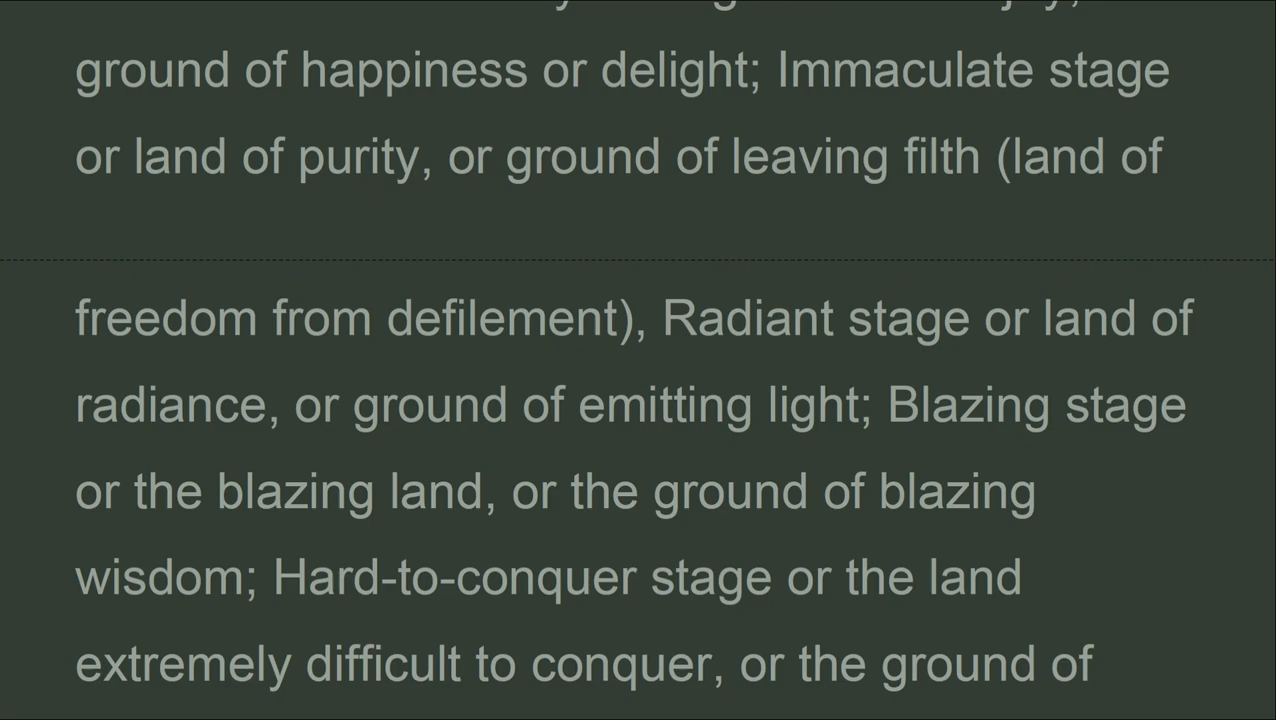 ground of happiness or delight; Immaculate stage
or land of purity, or ground of leaving filth (land of
freedom from defilement), Radiant stage or land of
radiance, or ground of emitting light; Blazing stage
or the blazing land, or the ground of blazing
wisdom; Hard-to-conquer stage or the land
extremely difficult to conquer, or the ground of